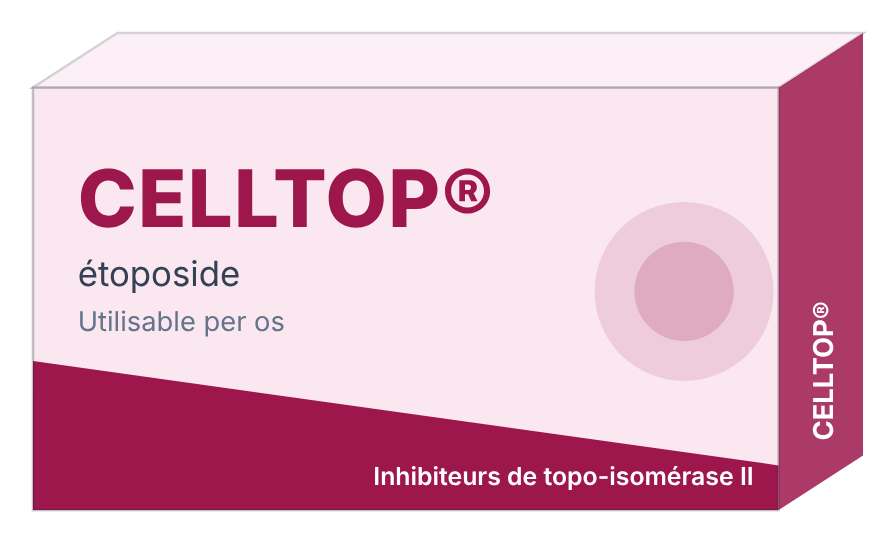 CELLTOP®
étoposide
Utilisable per os
Inhibiteurs de topo-isomérase II
CELLTOP®